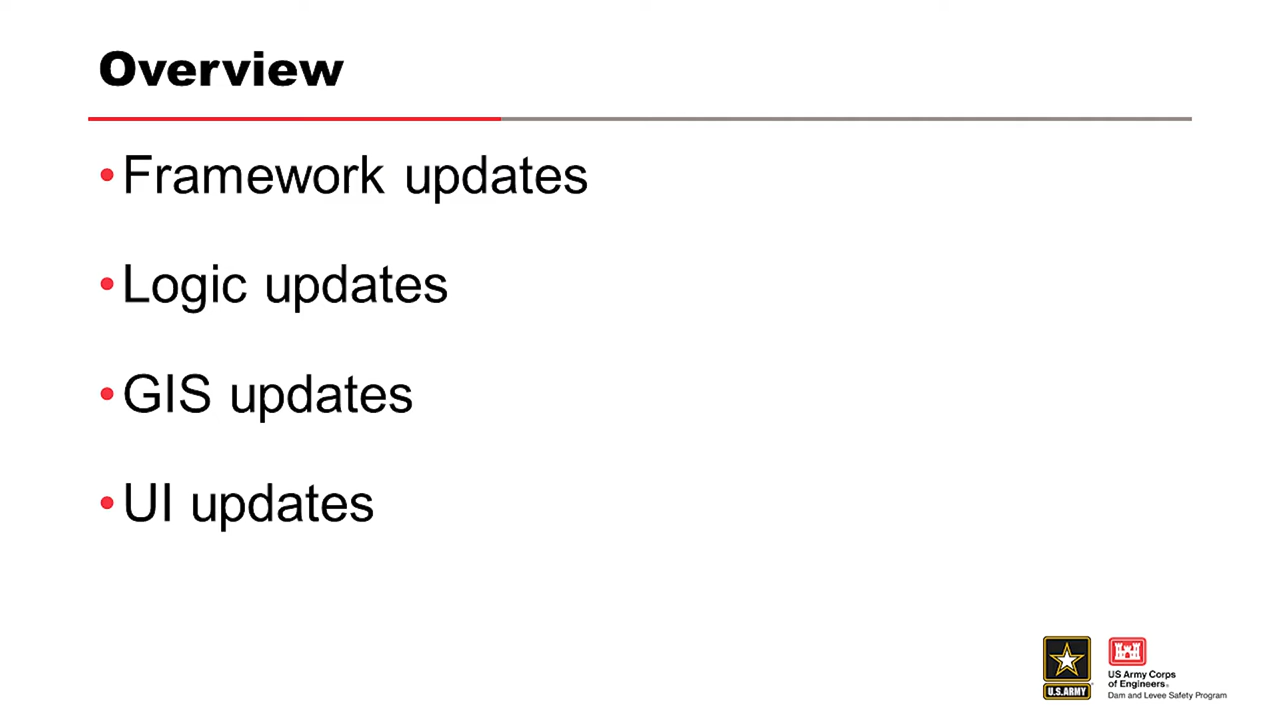 Overview
•Framework updates
•Logic updates
•GIS updates
•UI updates
U.S.ARMY
US Army Corps
of Engineers®
Dam and Levee Safety Program